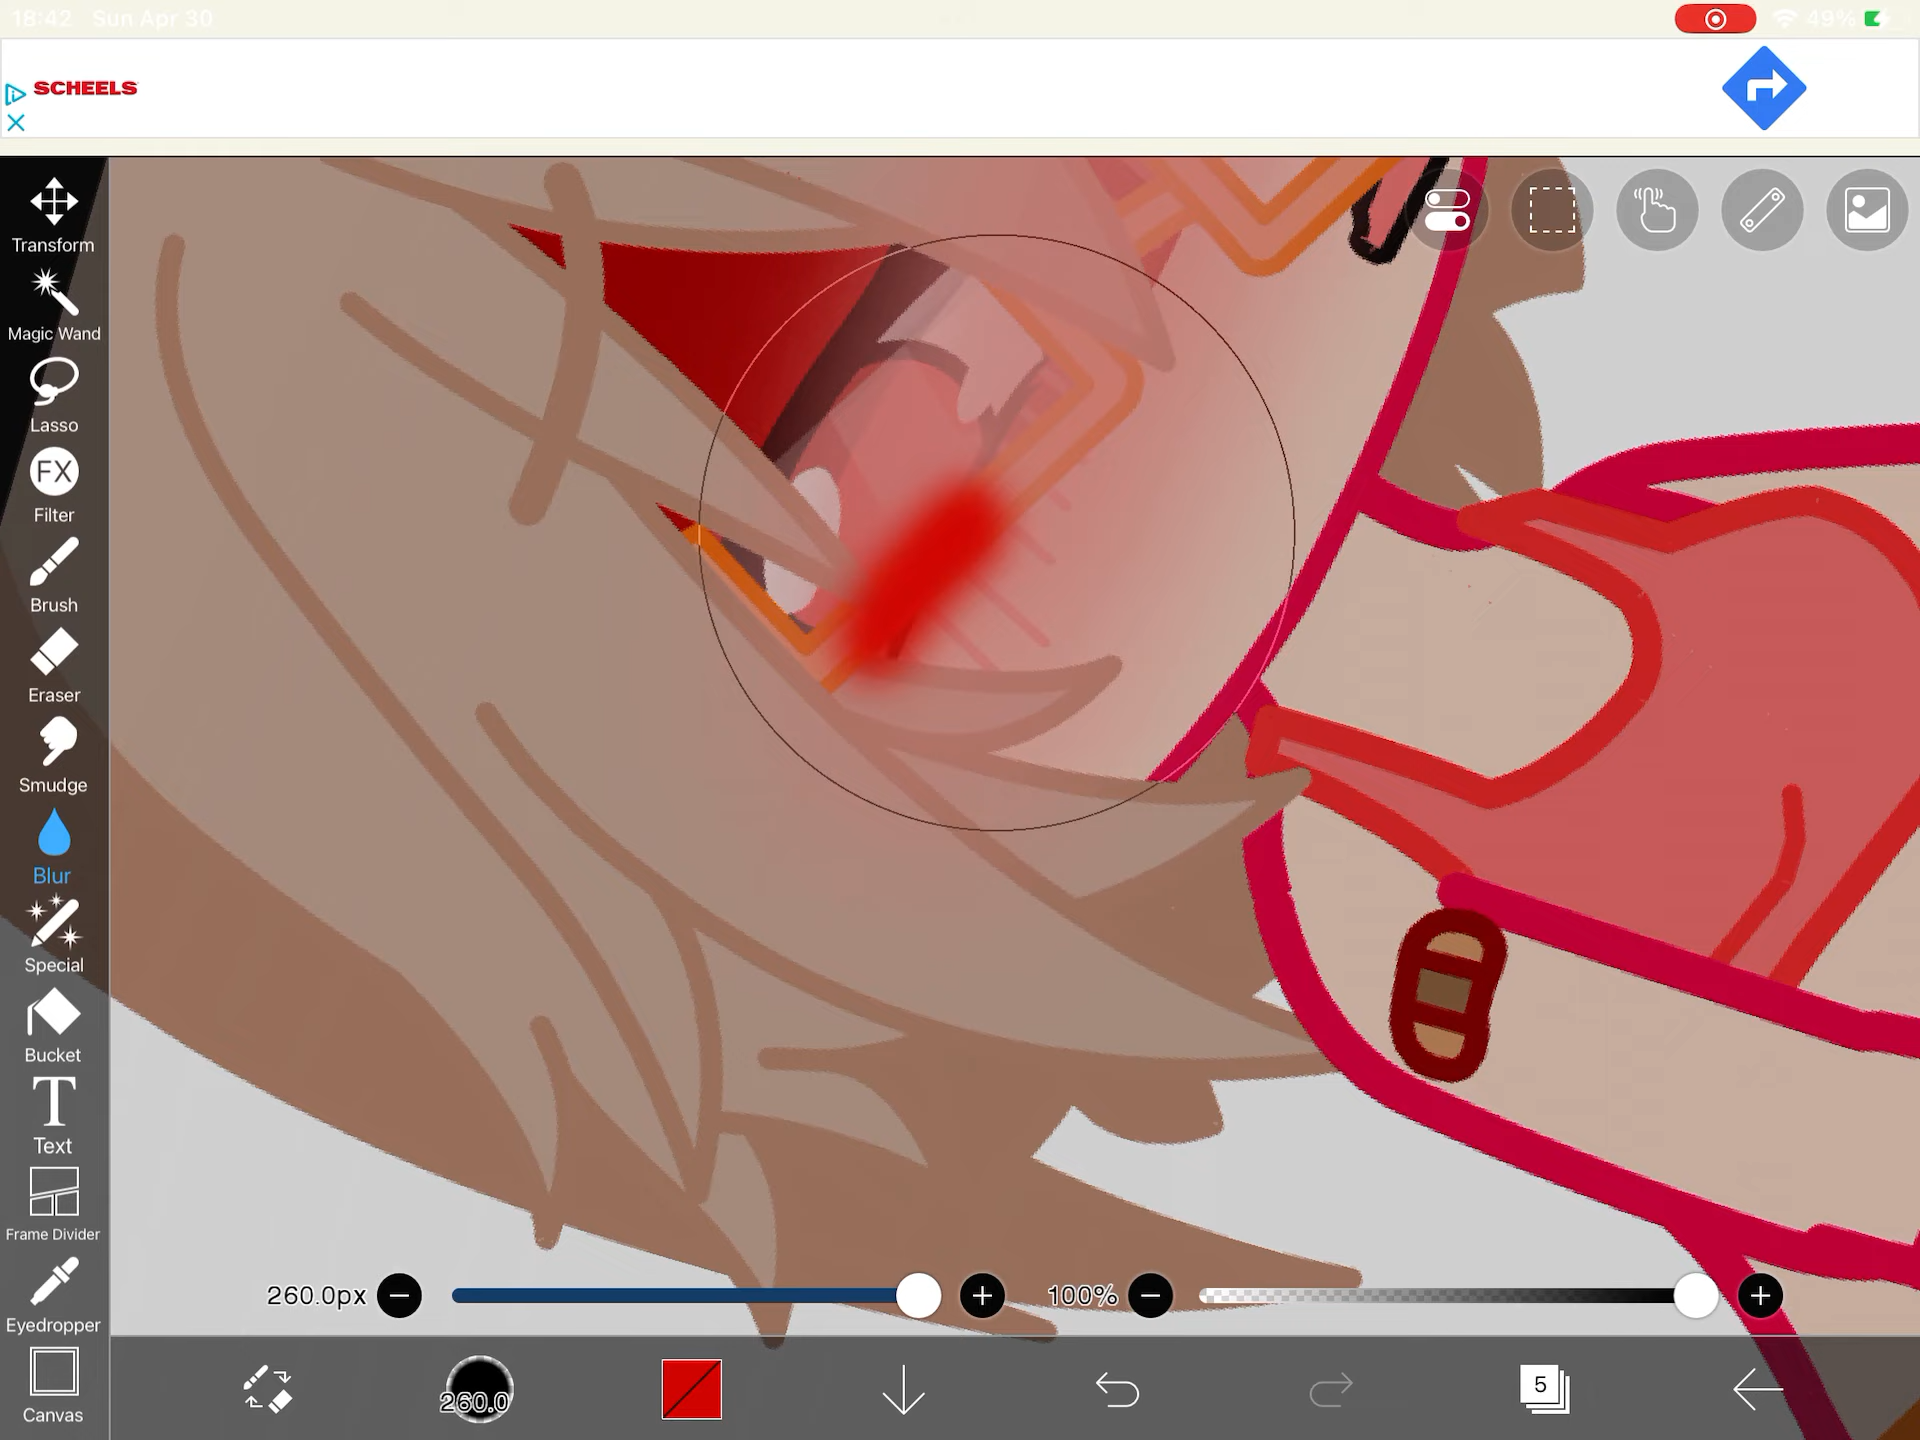 18:42 Sun Apr 30
49%
SCHEELS
Transform
Magic Wand
Lasso
FX
Filter
Brush
Eraser
Smudge
Blur
Special
Bucket
T
Text
Frame Divider
Eyedropper
Canvas
260.0px
100%
260.0
5